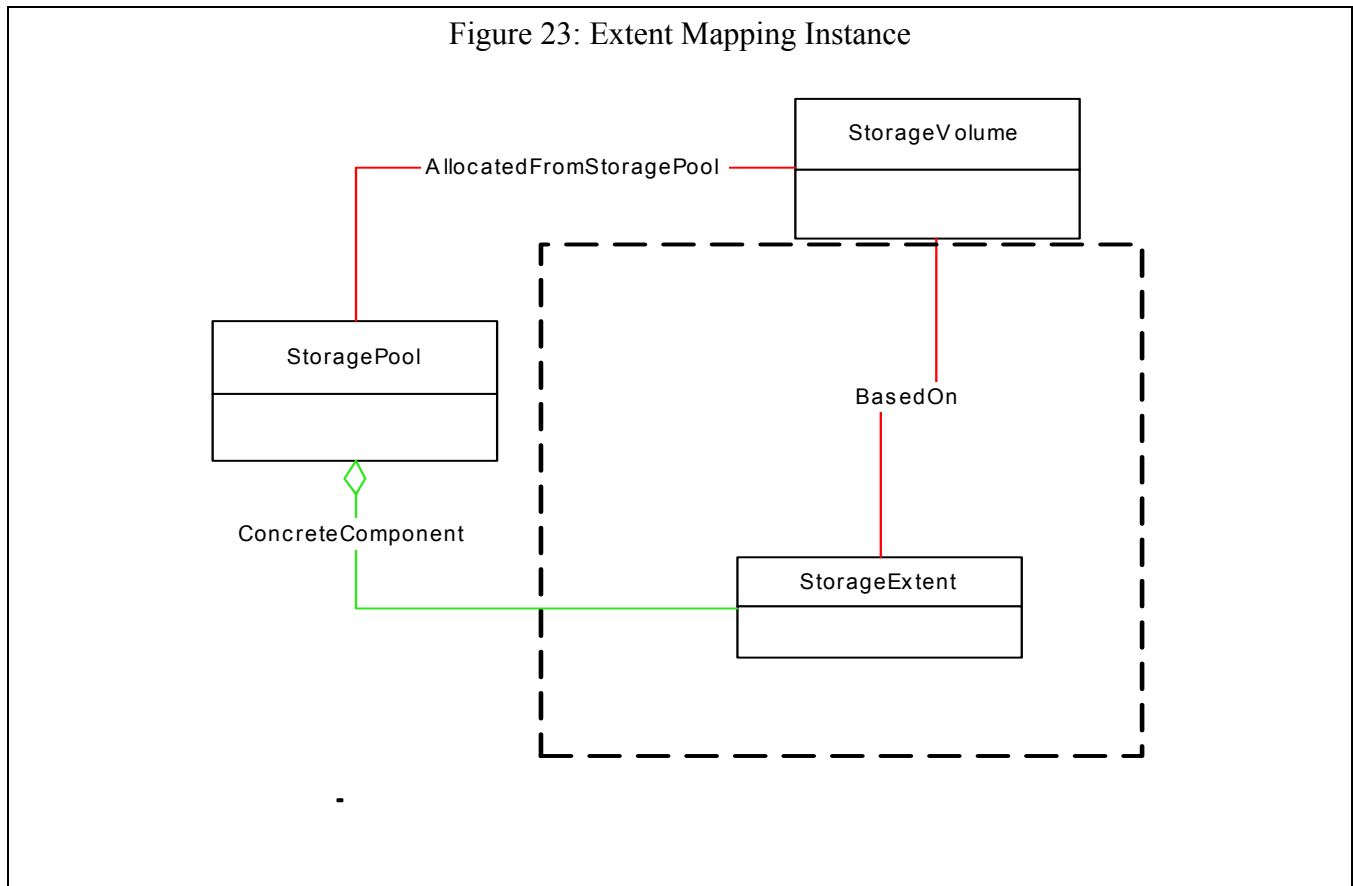 Figure 23: Extent Mapping Instance
StorageVolume
AllocatedFromStoragePool
StoragePool
BasedOn
ConcreteComponent
StorageExtent
-